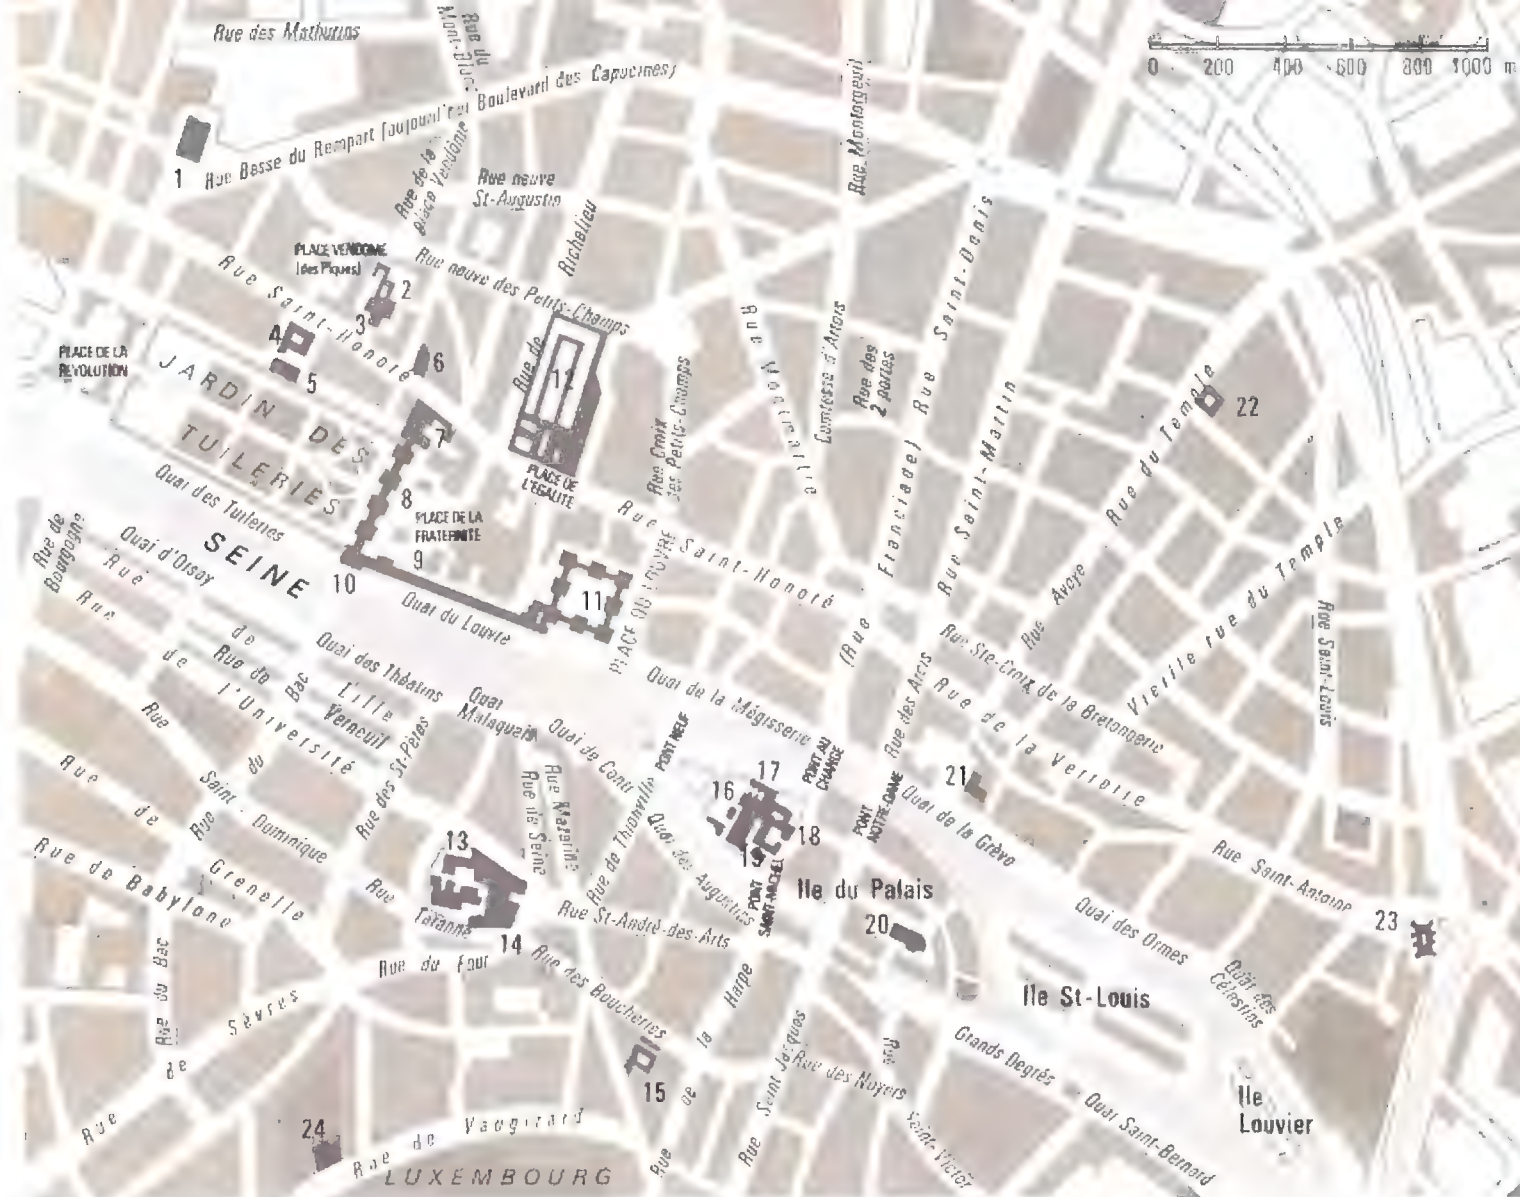 Rue des Mathurins
Rue du
Mont-Blanc
0 200 400 600 800 1000 m
1
Rue Basse du Rempart (aujourd'hui Boulevard des Capucines)
Rue de la
place Vendôme
Rue neuve
St-Augustin
Rue Montorgueil
PLACE VENDOME
(des Piques)
2
3
Rue Saint-Honoré
4
5
6
Rue neuve des Petits-Champs
Rue de Richelieu
12
PLACE DE
L'ÉGALITÉ
Rue Croix
des Petits-Champs
Rue Montmartre
Comtesse d'Artois
Rue des
2 portes
(Rue Franciade) Rue Saint-Denis
Rue Saint-Martin
Rue du Temple
22
PLACE DE LA
RÉVOLUTION
JARDIN DES
TUILERIES
7
8
PLACE DE LA
FRATERNITÉ
9
10
11
PLACE DU LOUVRE
Rue Saint-Honoré
Rue Avoye
Vieille rue du Temple
Rue Saint-Louis
Quai des Tuileries
SEINE
Quai du Louvre
Rue de
Bourgogne
Quai d'Orsay
Rue de Lille
Rue de l'Université
Rue de
Verneuil
Rue du Bac
Quai des Théatins
Quai
Malaquais
Quai de Conti
Quai de la Mégisserie
PONT NEUF
Rue des Arcis
Rue Ste-Croix de la Bretonnerie
Rue de la Verrerie
PONT AU
CHANGE
PONT
NOTRE-DAME
21
Quai de la Grève
Rue Saint-Antoine
23
16
17
18
19
PONT
SAINT-MICHEL
Ile du Palais
20
Quai des Ormes
Quai des
Célestins
Ile St-Louis
Ile
Louvier
Rue Saint-Dominique
Rue des St-Pères
Rue de Grenelle
Rue de Babylone
Rue du Bac
Rue Taranne
13
14
Rue de Seine
Rue Mazarine
Rue de Thionville
Quai des Augustins
Rue St-André-des-Arts
Rue du Four
Rue des Boucheries
15
Rue de la Harpe
Rue Saint Jacques
Rue des Noyers
Rue Saint-Victor
Grands Degrés
Quai Saint-Bernard
Rue de Sèvres
24
Rue de Vaugirard
LUXEMBOURG